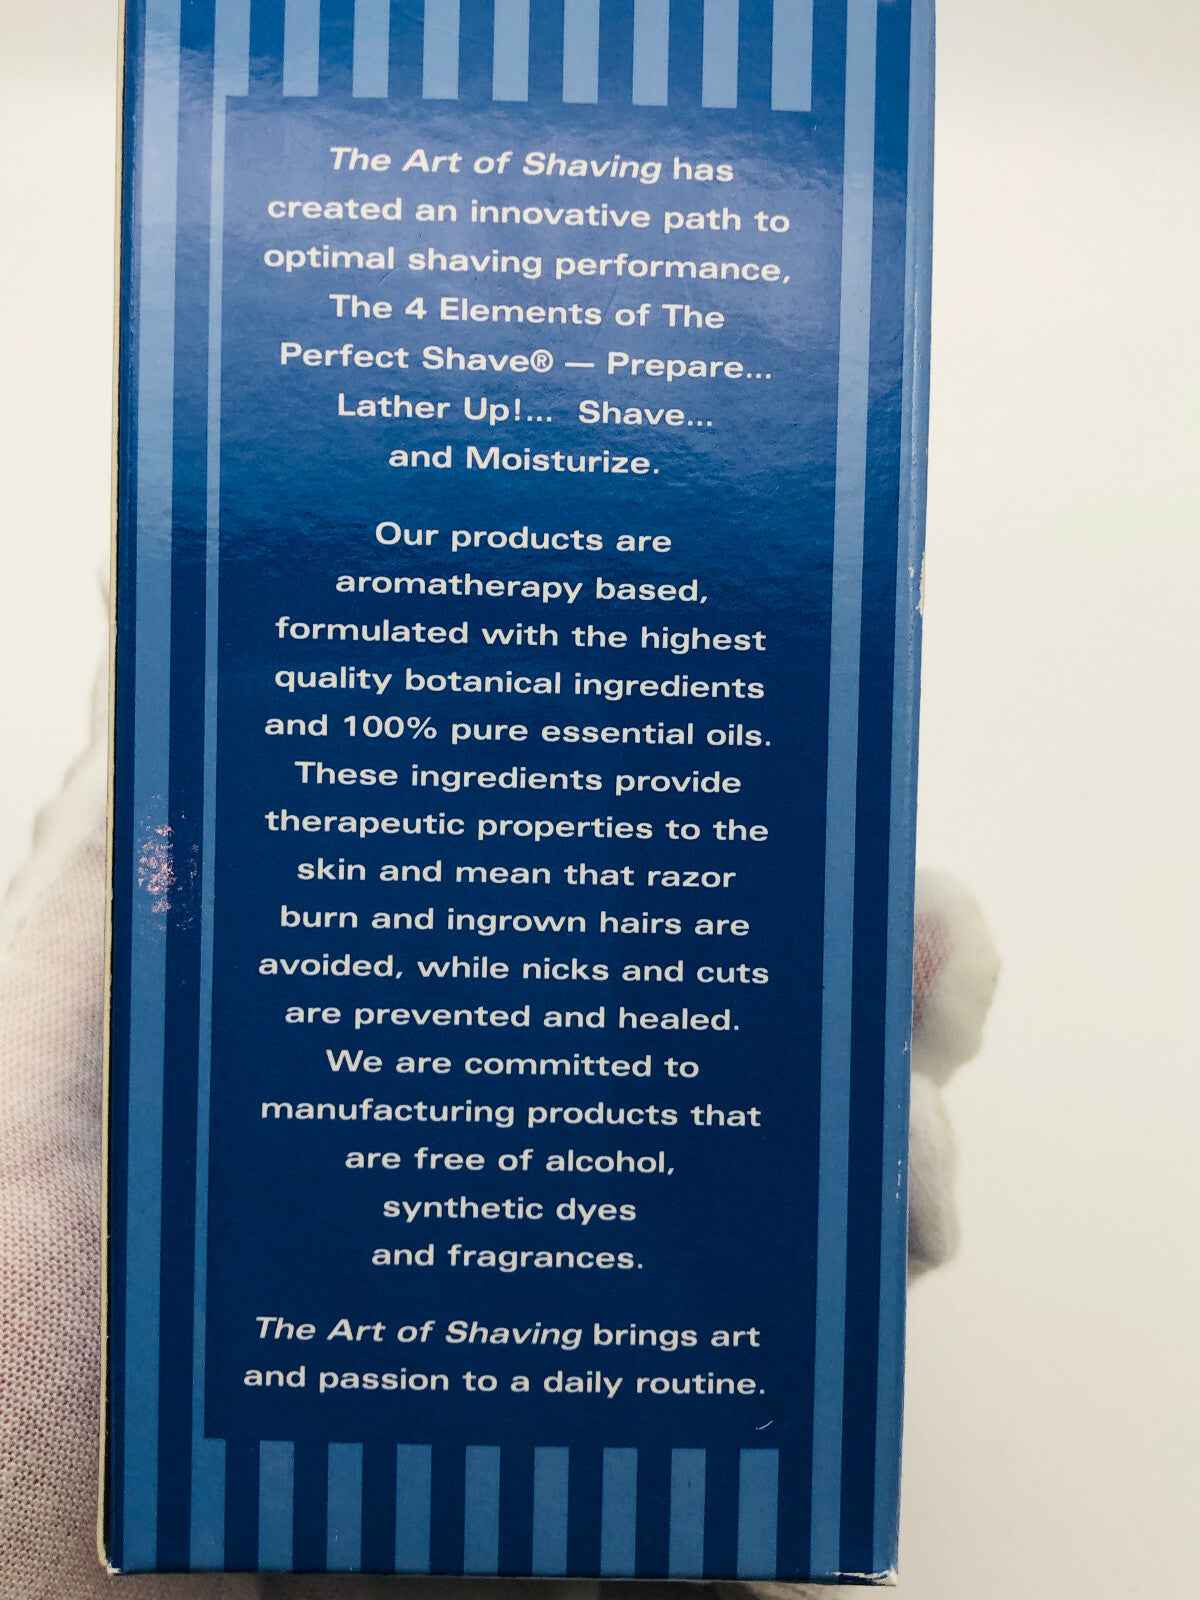 The Art of Shaving has
created an innovative path to
optimal shaving performance,
The 4 Elements of The
Perfect Shave® — Prepare...
Lather Up!... Shave...
and Moisturize.
Our products are
aromatherapy based,
formulated with the highest
quality botanical ingredients
and 100% pure essential oils.
These ingredients provide
therapeutic properties to the
skin and mean that razor
burn and ingrown hairs are
avoided, while nicks and cuts
are prevented and healed.
We are committed to
manufacturing products that
are free of alcohol,
synthetic dyes
and fragrances.
The Art of Shaving brings art
and passion to a daily routine.